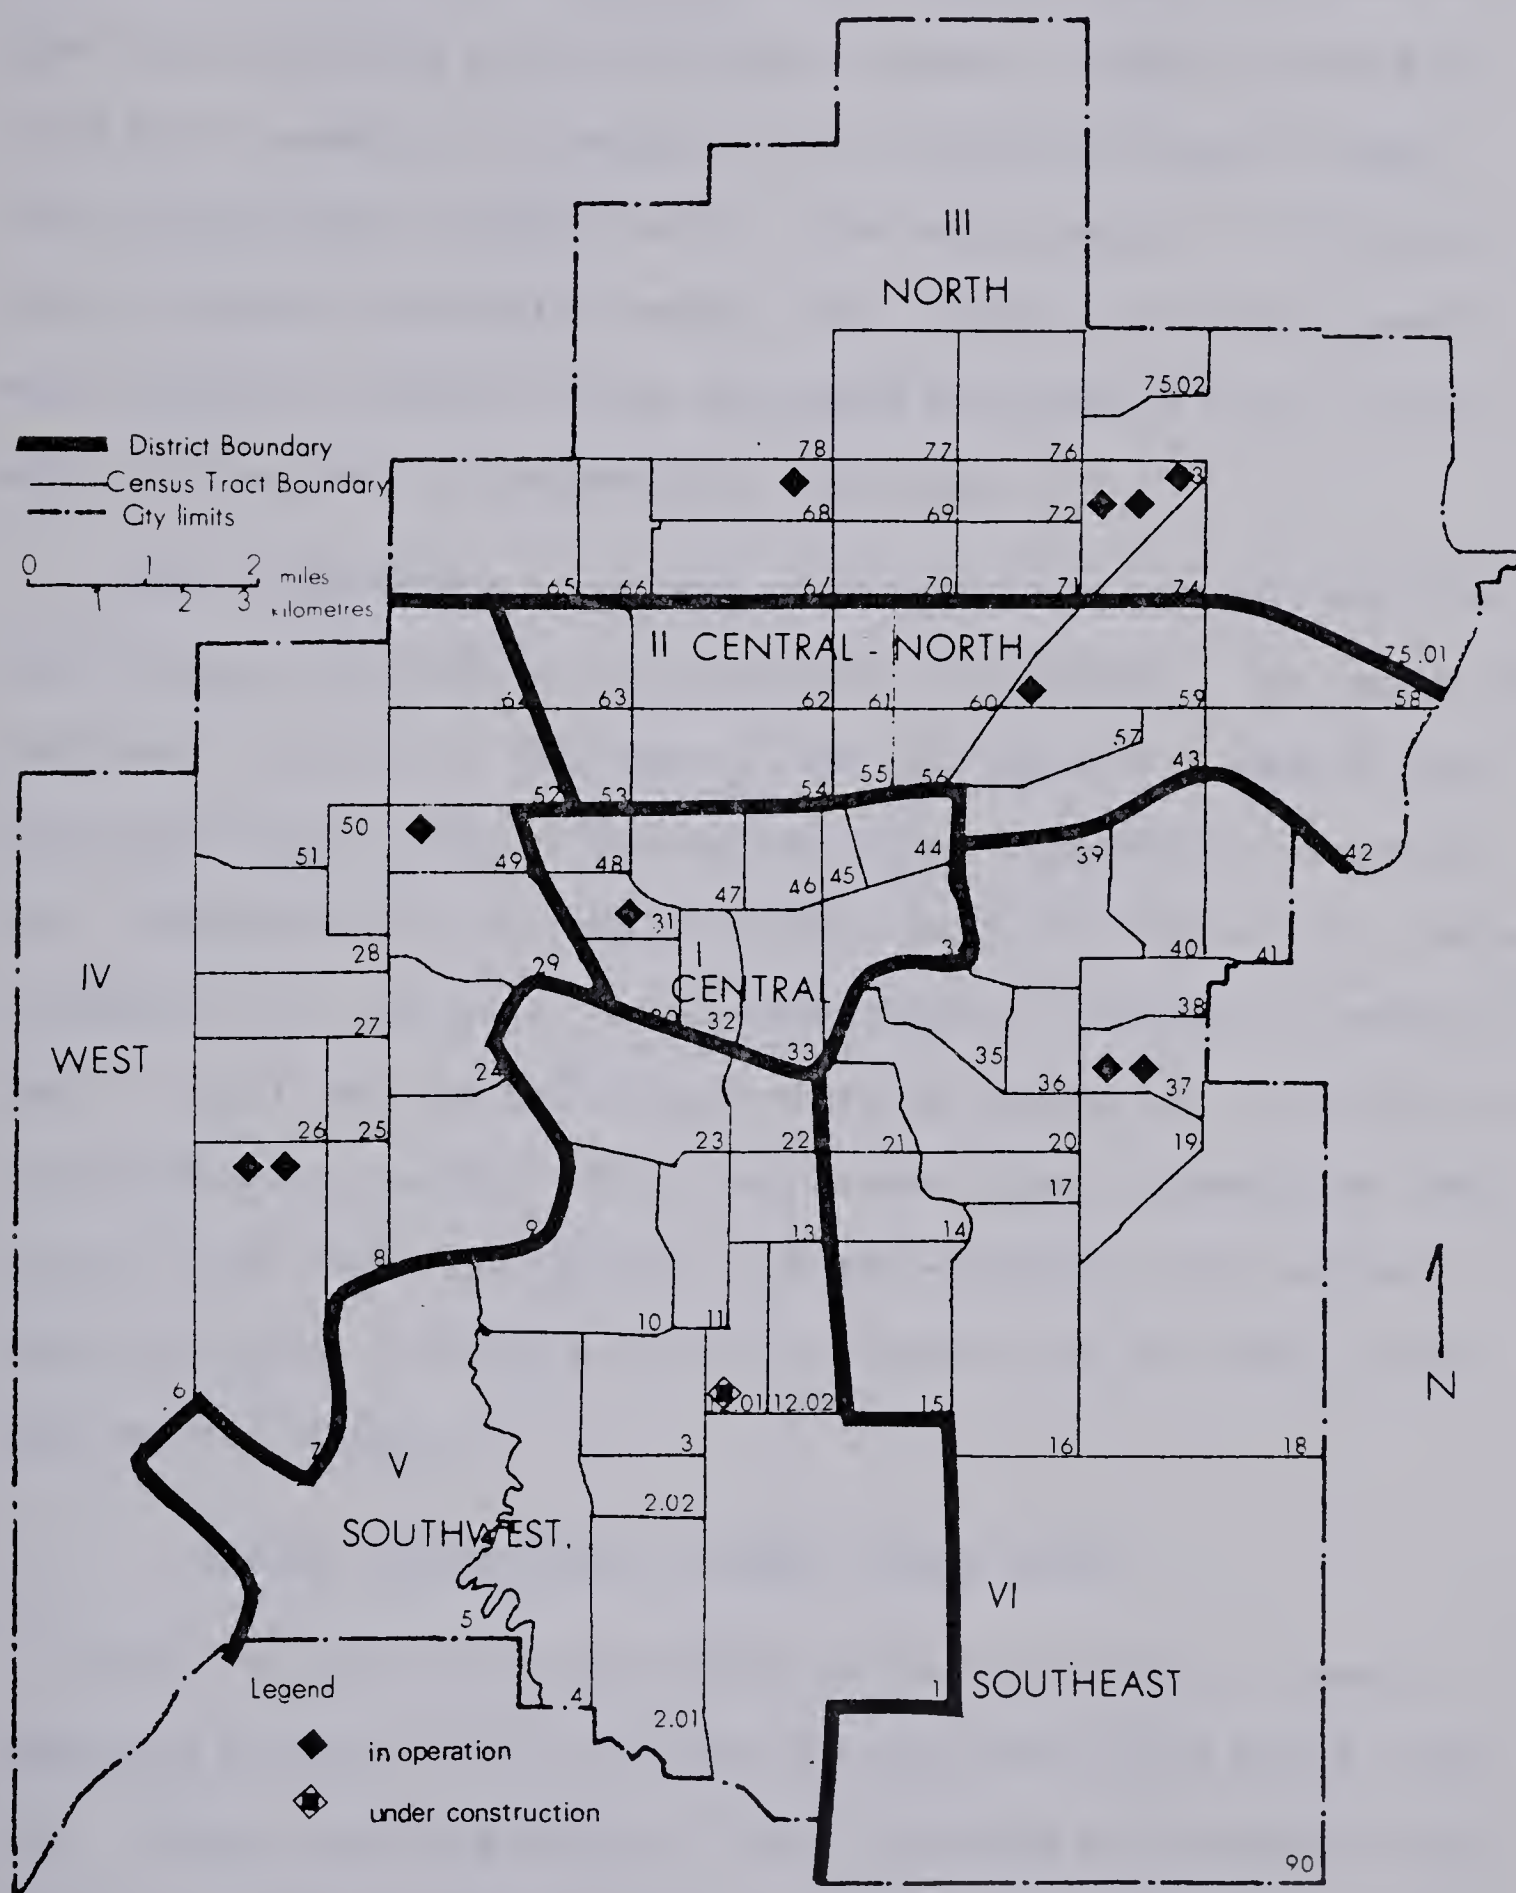 III
NORTH
75.02
District Boundary
78 77 76
Census Tract Boundary
City limits
68 69 72
0 1 2 miles
1 2 3 kilometres
65 66 67 70 71 74
II CENTRAL - NORTH
75.01
64 63 62 61 60 59 58
57
43
55 56
52 53 54
50
51 49 48 44 39 42
47 46 45
31
I
28 29 34 40 41
IV
CENTRAL
30 32 38
27
WEST
33 35 36 37
24
26 25 23 22 21 20 19
17
9 13 14
8
10 11
6
12.01 12.02 15
7 3 16 18
V
2.02
SOUTHWEST.
VI
5
SOUTHEAST
Legend
4 1
2.01
in operation
under construction
90
N